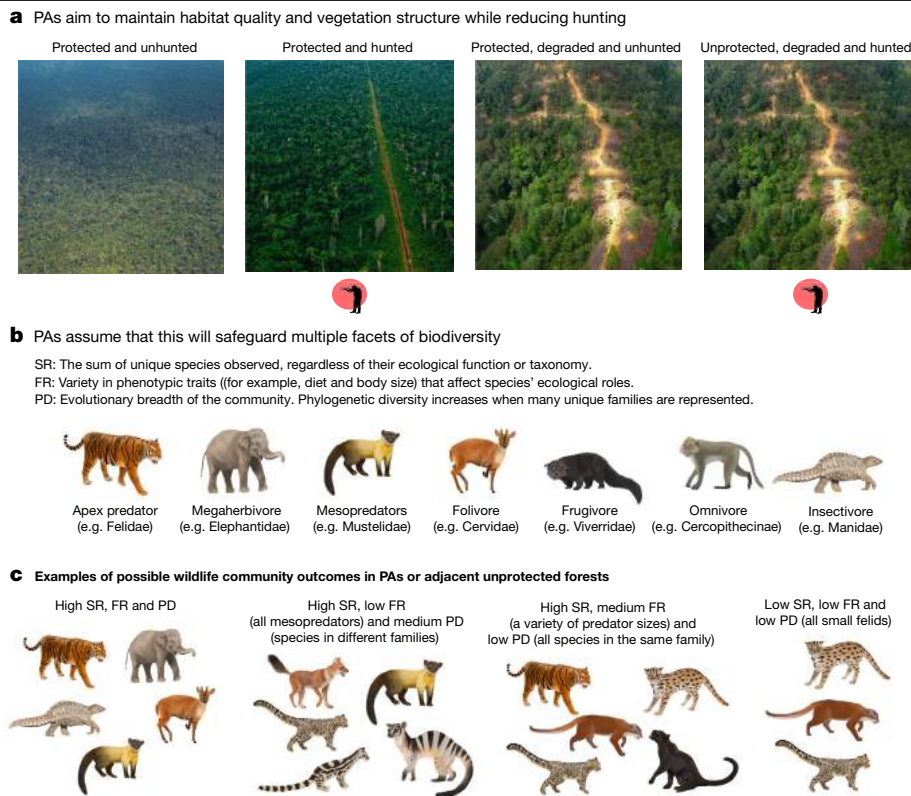 a PAs aim to maintain habitat quality and vegetation structure while reducing hunting
Protected and unhunted
Protected and hunted
Protected, degraded and unhunted
Unprotected, degraded and hunted
b PAs assume that this will safeguard multiple facets of biodiversity
SR: The sum of unique species observed, regardless of their ecological function or taxonomy.
FR: Variety in phenotypic traits ((for example, diet and body size) that affect species' ecological roles.
PD: Evolutionary breadth of the community. Phylogenetic diversity increases when many unique families are represented.
Apex predator
(e.g. Felidae)
Megaherbivore
(e.g. Elephantidae)
Mesopredators
(e.g. Mustelidae)
Folivore
(e.g. Cervidae)
Frugivore
(e.g. Viverridae)
Omnivore
(e.g. Cercopithecinae)
Insectivore
(e.g. Manidae)
c Examples of possible wildlife community outcomes in PAs or adjacent unprotected forests
High SR, FR and PD
High SR, low FR
(all mesopredators) and medium PD
(species in different families)
High SR, medium FR
(a variety of predator sizes) and
low PD (all species in the same family)
Low SR, low FR and
low PD (all small felids)